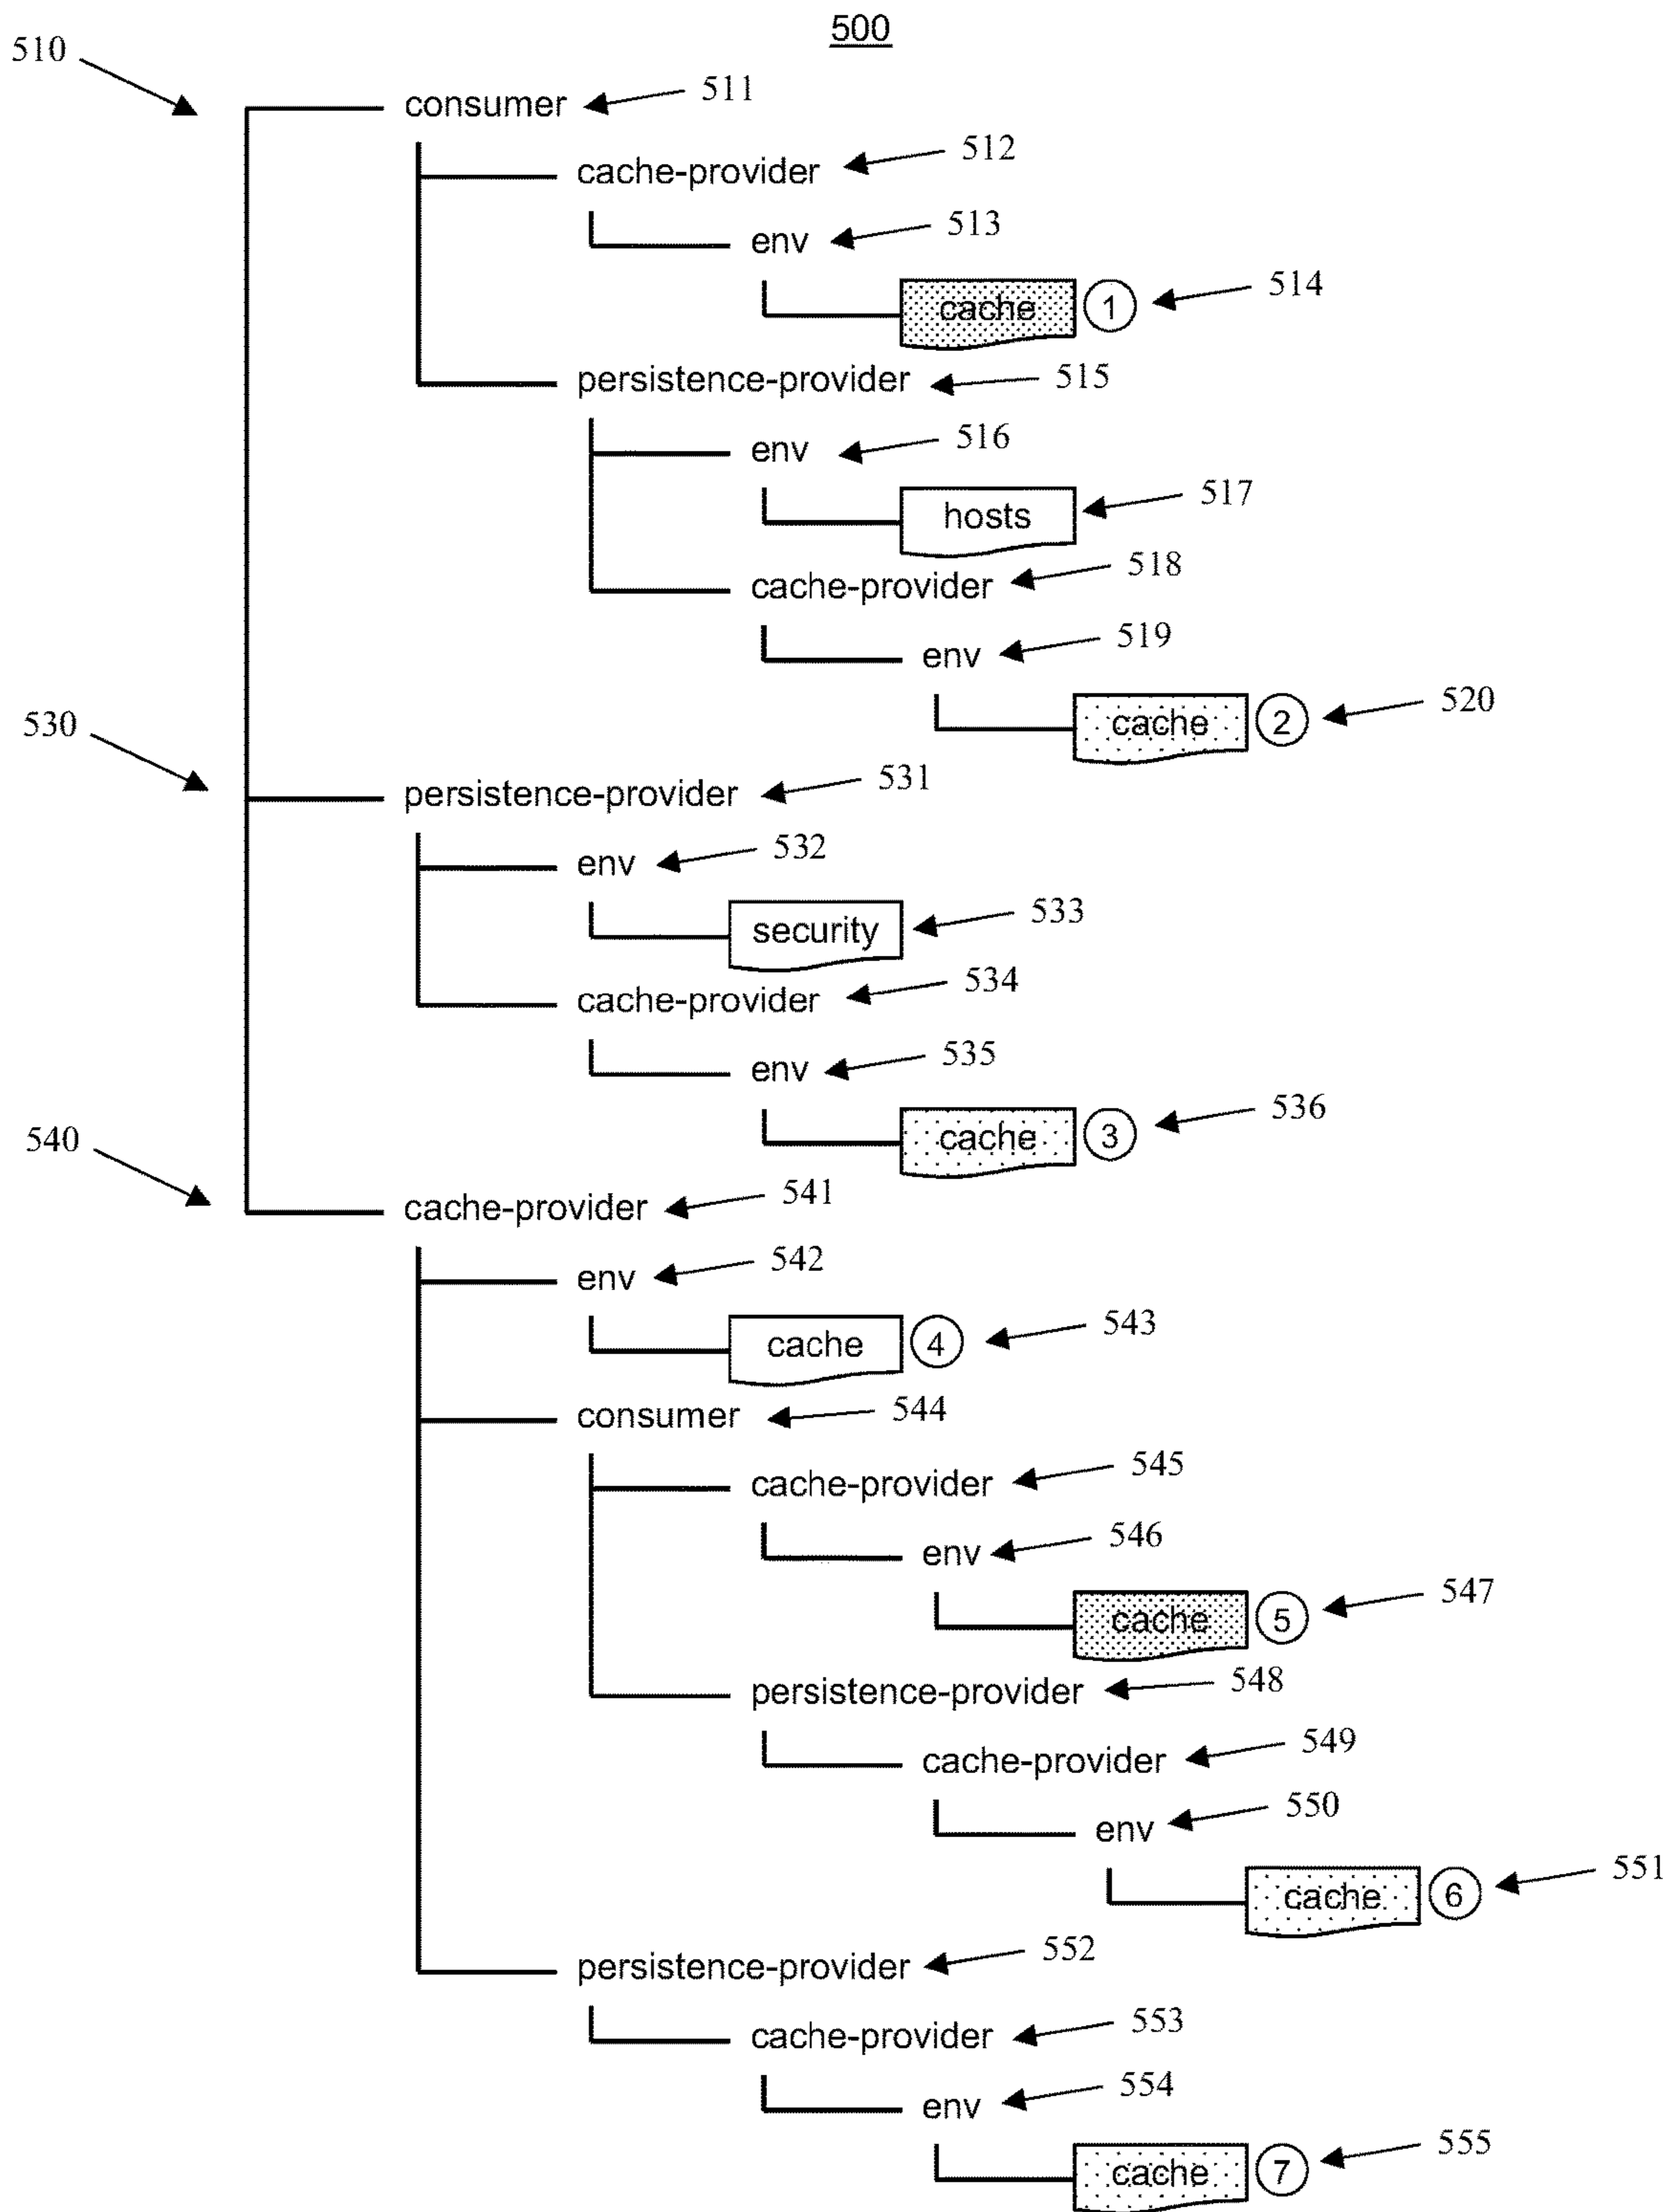 500
510
consumer 511
cache-provider 512
env 513
cache 1 514
persistence-provider 515
env 516
hosts 517
cache-provider 518
env 519
cache 2 520
530
persistence-provider 531
env 532
security 533
cache-provider 534
env 535
cache 3 536
540
cache-provider 541
env 542
cache 4 543
consumer 544
cache-provider 545
env 546
cache 5 547
persistence-provider 548
cache-provider 549
env 550
cache 6 551
persistence-provider 552
cache-provider 553
env 554
cache 7 555